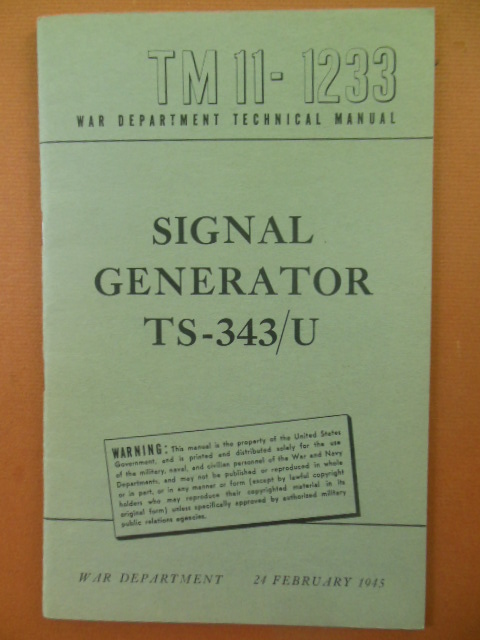 TM 11-1233
WAR DEPARTMENT TECHNICAL MANUAL
SIGNAL
GENERATOR
TS-343/U
WARNING: This manual is the property of the United States
Government, and is printed and distributed solely for the use
of the military, naval, and civilian personnel of the War and Navy
Departments, and may not be published or reproduced in whole
or in part, or in any manner or form (except by lawful copyright
holders who may reproduce their copyrighted material in its
original form) unless specifically approved by authorized military
public relations agencies.
WAR DEPARTMENT 24 FEBRUARY 1945